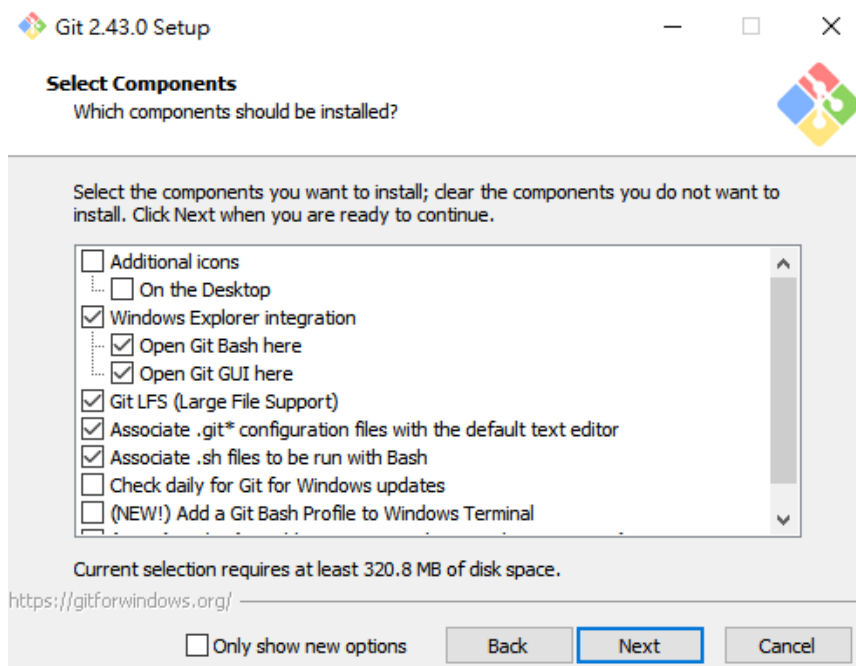 Git 2.43.0 Setup
Select Components
Which components should be installed?
Select the components you want to install; clear the components you do not want to
install. Click Next when you are ready to continue.
Additional icons
On the Desktop
Windows Explorer integration
Open Git Bash here
Open Git GUI here
Git LFS (Large File Support)
Associate .git* configuration files with the default text editor
Associate .sh files to be run with Bash
Check daily for Git for Windows updates
(NEW!) Add a Git Bash Profile to Windows Terminal
Current selection requires at least 320.8 MB of disk space.
https://gitforwindows.org/
Only show new options Back Next Cancel